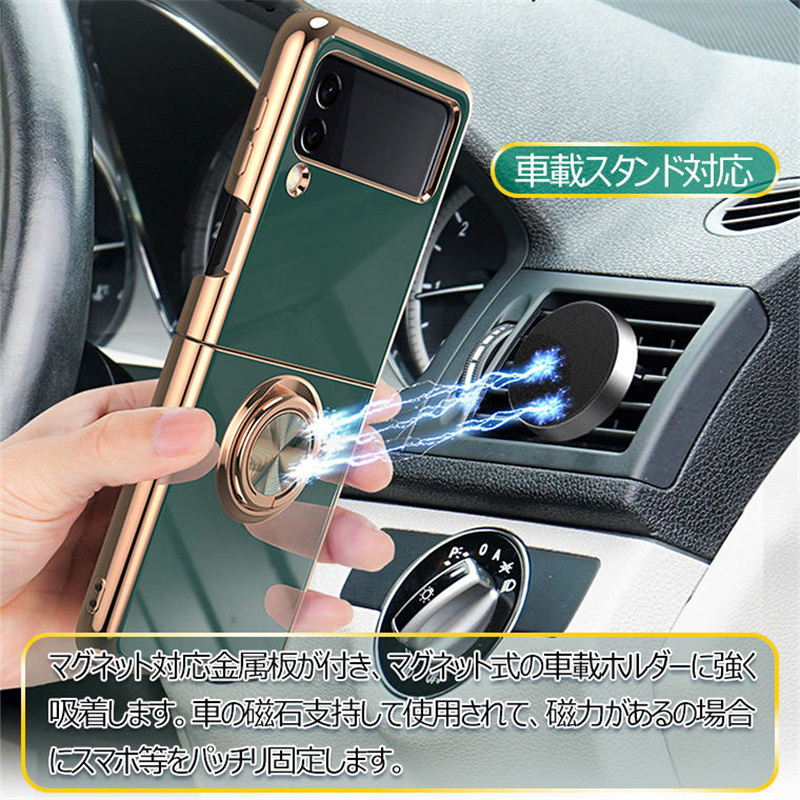 車載スタンド対応
2
P≑ O A
マグネット対応金属板が付き、マグネット式の車載ホルダーに強く
吸着します。車の磁石支持して使用されて、磁力があるの場合
にスマホ等をパッチリ固定します。